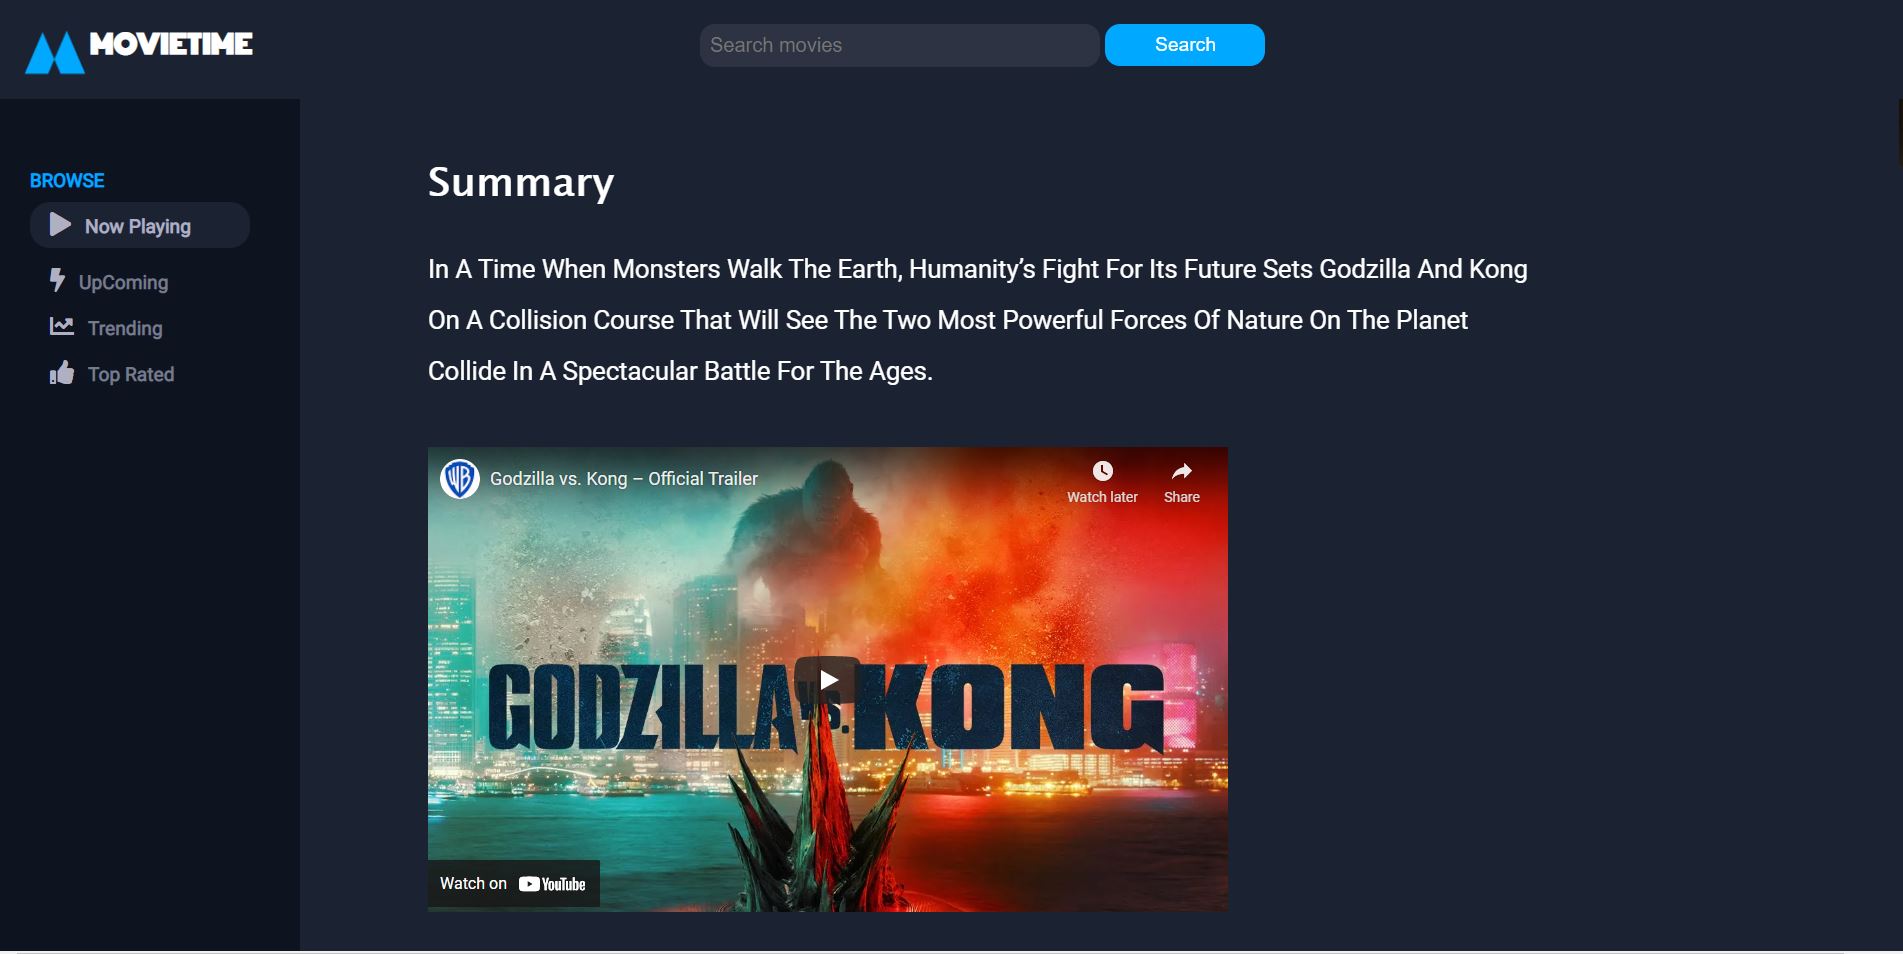 MOVIETIME
Search movies
Search
BROWSE
Now Playing
UpComing
Trending
Top Rated
Summary
In A Time When Monsters Walk The Earth, Humanity’s Fight For Its Future Sets Godzilla And Kong
On A Collision Course That Will See The Two Most Powerful Forces Of Nature On The Planet
Collide In A Spectacular Battle For The Ages.
WB
Godzilla vs. Kong – Official Trailer
Watch later
Share
GODZILLA VS. KONG
Watch on YouTube